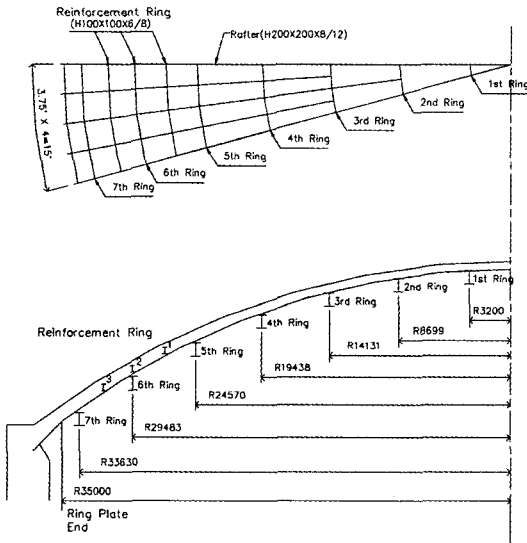 Reinforcement Ring
(H100X100X6/8)
Rafter(H200X200X8/12)
1st Ring
2nd Ring
3rd Ring
4th Ring
5th Ring
6th Ring
7th Ring
3.75' X 4=15'
1st Ring
2nd Ring
3rd Ring
4th Ring
5th Ring
6th Ring
7th Ring
Reinforcement Ring
1
2
3
R3200
R8699
R14131
R19438
R24570
R29483
R33630
R35000
Ring Plate
End